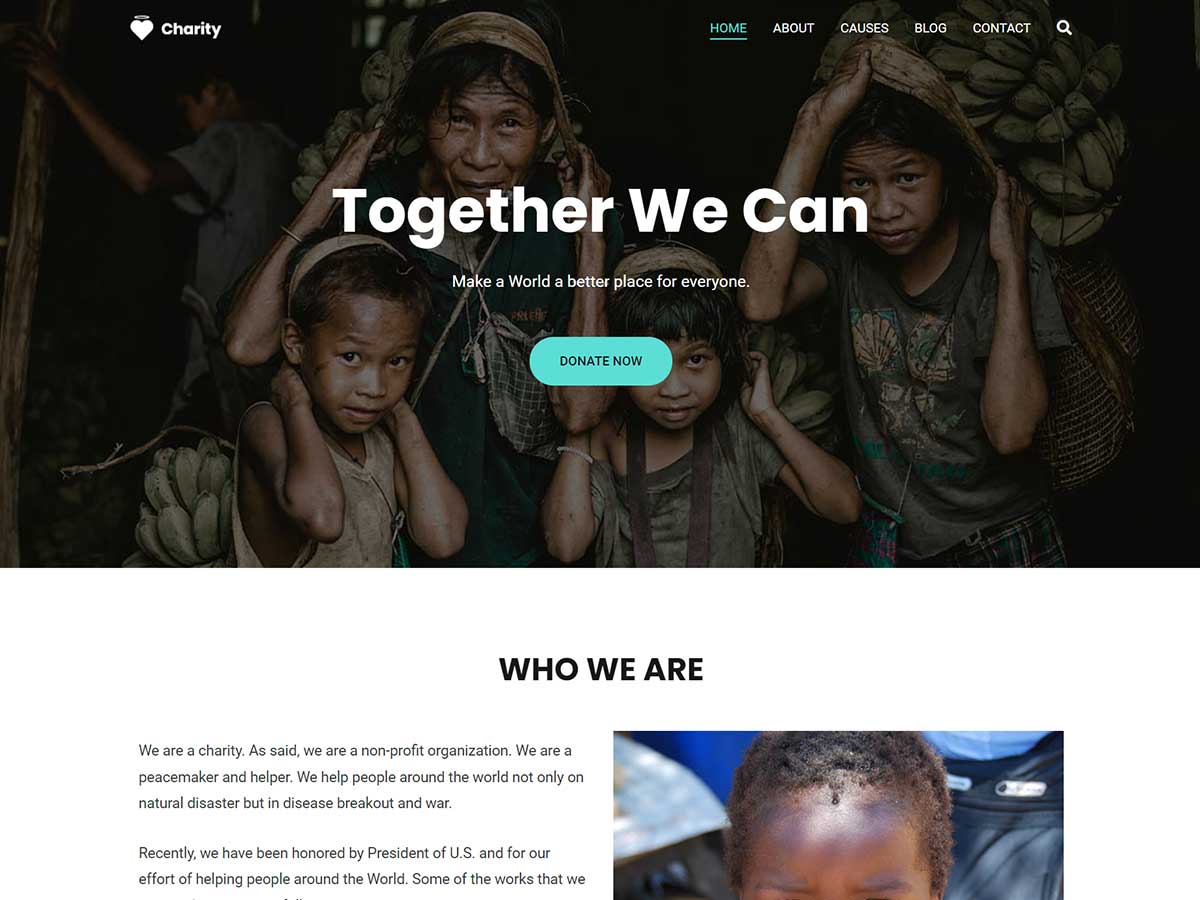 Charity
HOME ABOUT CAUSES BLOG CONTACT
Together We Can
Make a World a better place for everyone.
DONATE NOW
WHO WE ARE
We are a charity. As said, we are a non-profit organization. We are a
peacemaker and helper. We help people around the world not only on
natural disaster but in disease breakout and war.
Recently, we have been honored by President of U.S. and for our
effort of helping people around the World. Some of the works that we